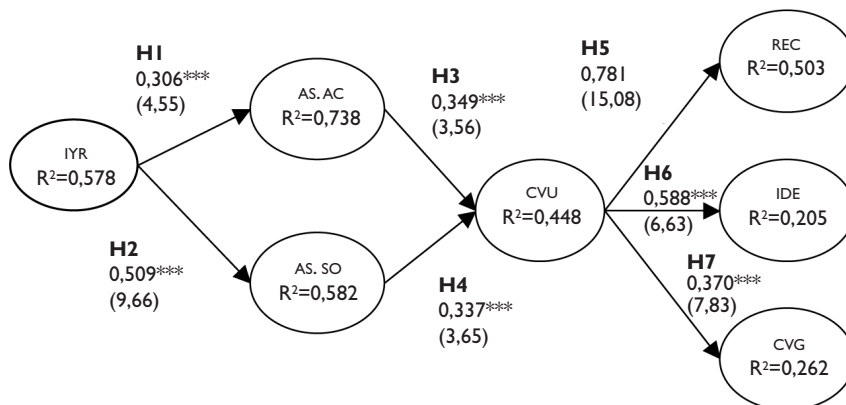 IYR
R²=0,578
H1
0,306***
(4,55)
H2
0,509***
(9,66)
AS. AC
R²=0,738
AS. SO
R²=0,582
H3
0,349***
(3,56)
H4
0,337***
(3,65)
CVU
R²=0,448
H5
0,781
(15,08)
H6
0,588***
(6,63)
H7
0,370***
(7,83)
REC
R²=0,503
IDE
R²=0,205
CVG
R²=0,262